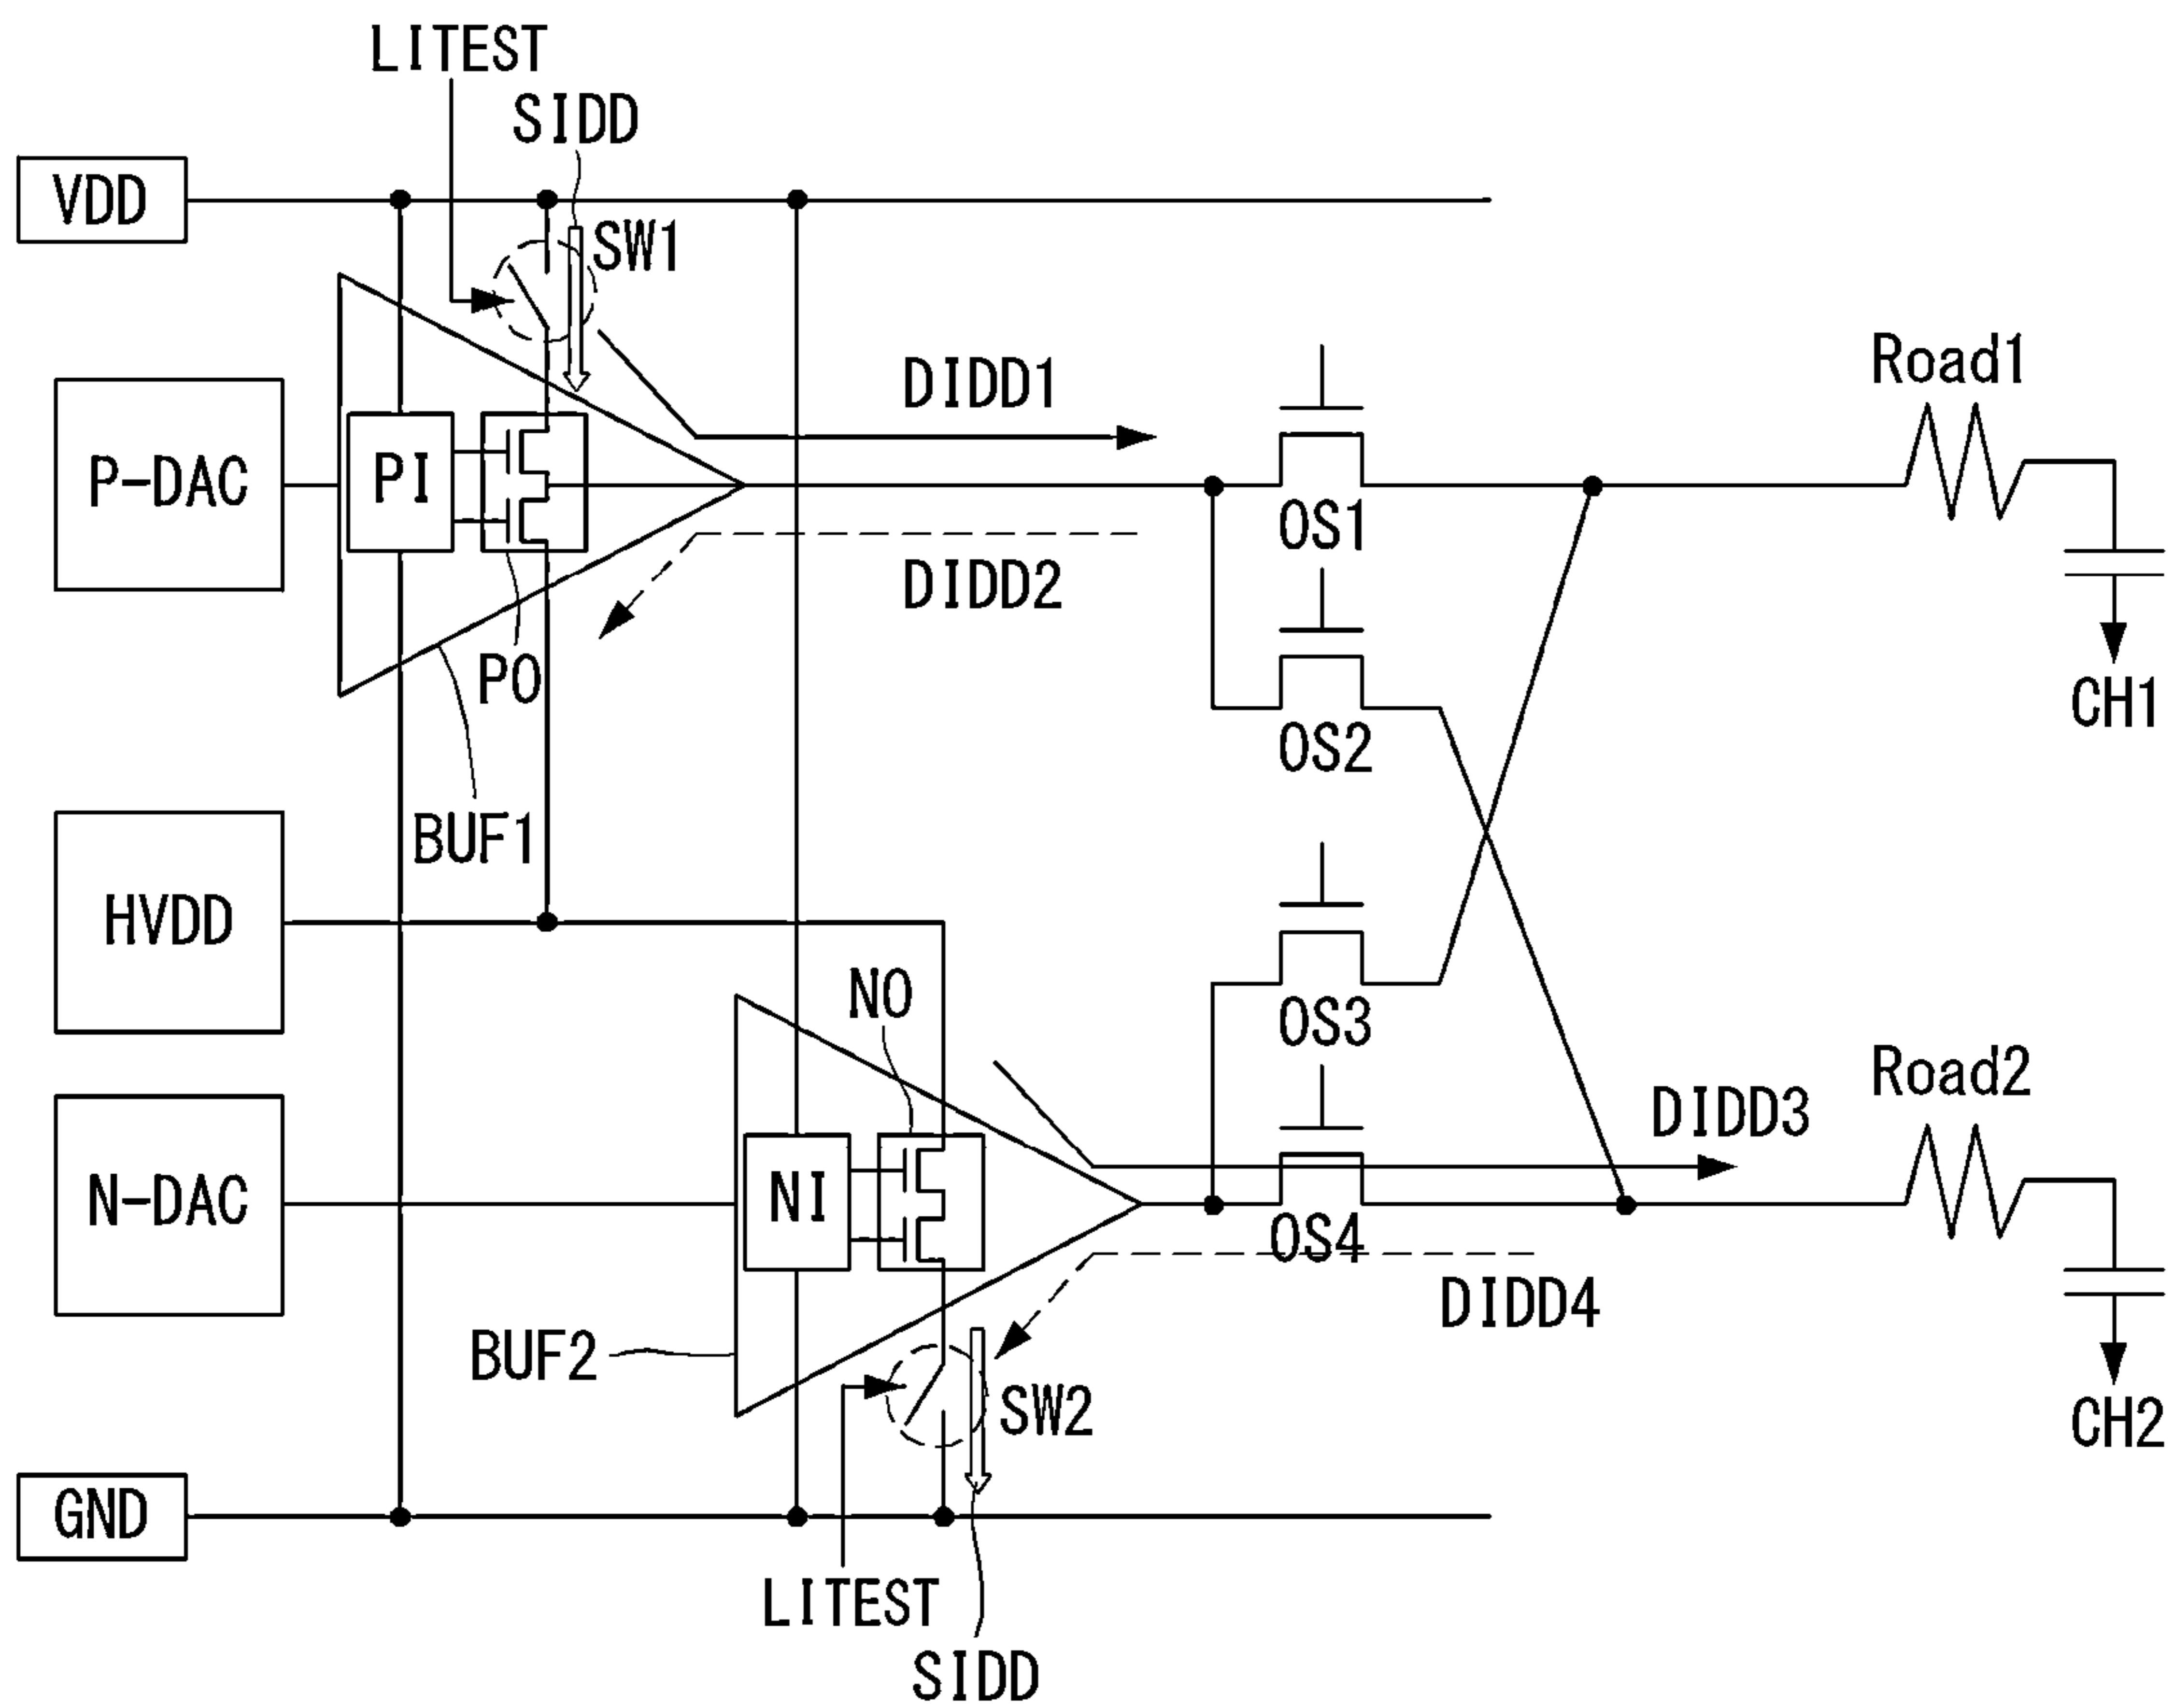 LITEST
SIDD
VDD
SW1
Road1
DIDD1
P-DAC
PI
OS1
DIDD2
PO
CH1
OS2
BUF1
HVDD
NO
OS3
Road2
DIDD3
N-DAC
NI
OS4
DIDD4
BUF2
SW2
CH2
GND
LITEST
SIDD